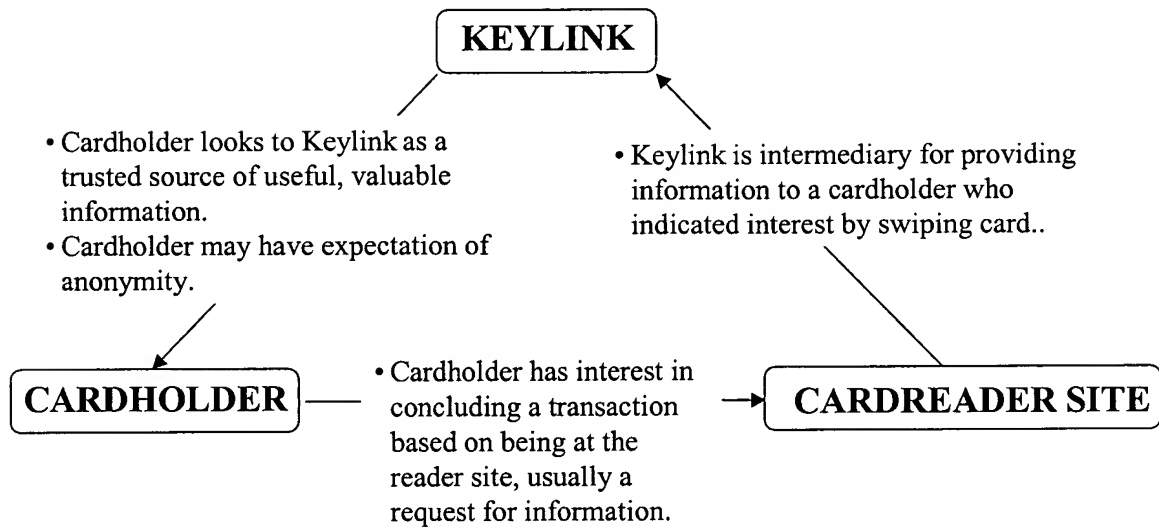 KEYLINK
• Cardholder looks to Keylink as a
trusted source of useful, valuable
information.
• Cardholder may have expectation of
anonymity.
• Keylink is intermediary for providing
information to a cardholder who
indicated interest by swiping card..
CARDHOLDER
• Cardholder has interest in
concluding a transaction
based on being at the
reader site, usually a
request for information.
CARDREADER SITE